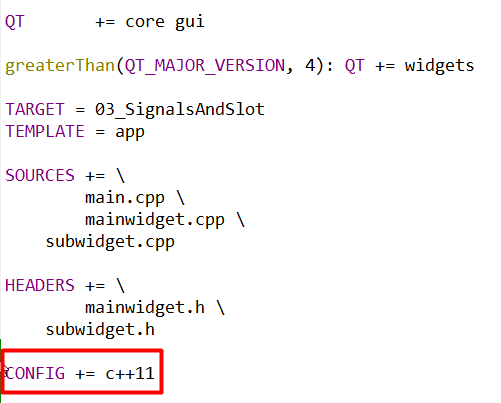 QT       += core gui
greaterThan(QT_MAJOR_VERSION, 4): QT += widgets
TARGET = 03_SignalsAndSlot
TEMPLATE = app
SOURCES += \
        main.cpp \
        mainwidget.cpp \
    subwidget.cpp
HEADERS += \
        mainwidget.h \
    subwidget.h
CONFIG += c++11